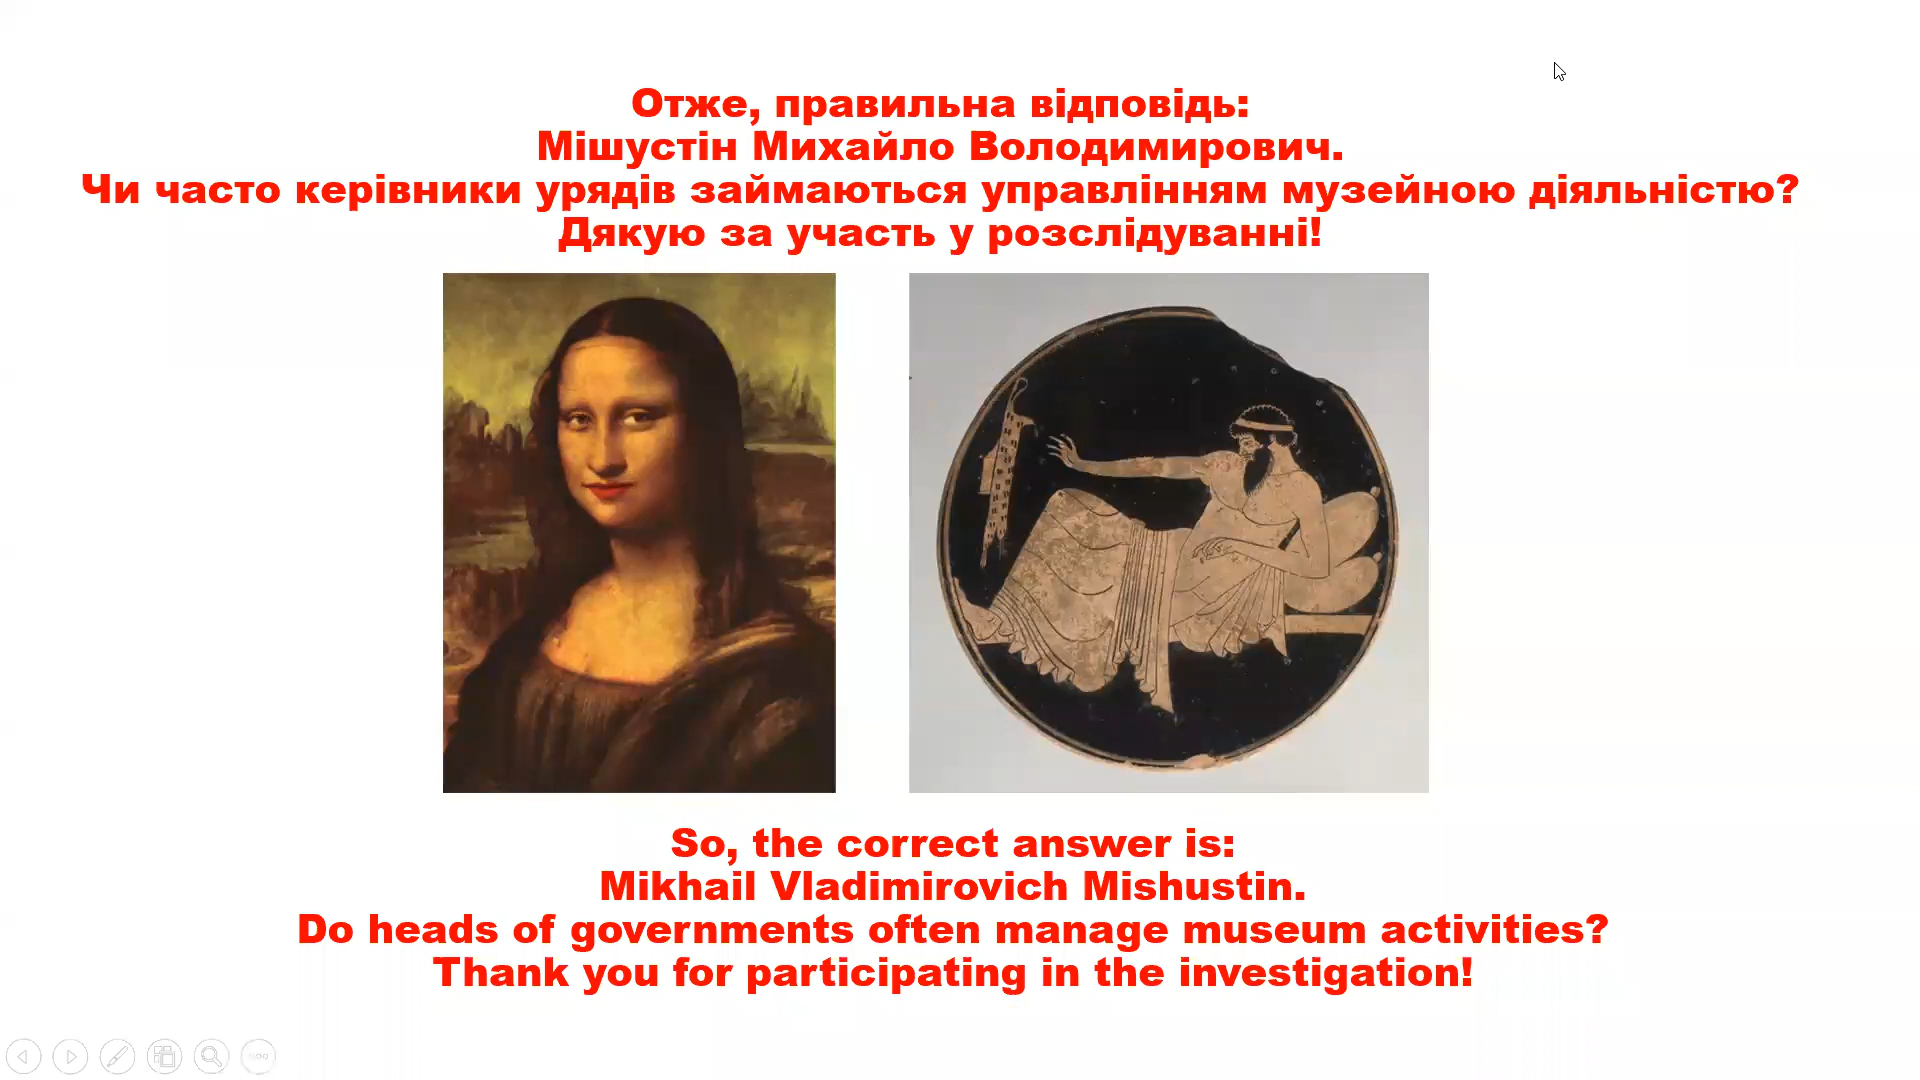 Отже, правильна відповідь:
Мішустін Михайло Володимирович.
Чи часто керівники урядів займаються управлінням музейною діяльністю?
Дякую за участь у розслідуванні!
So, the correct answer is:
Mikhail Vladimirovich Mishustin.
Do heads of governments often manage museum activities?
Thank you for participating in the investigation!